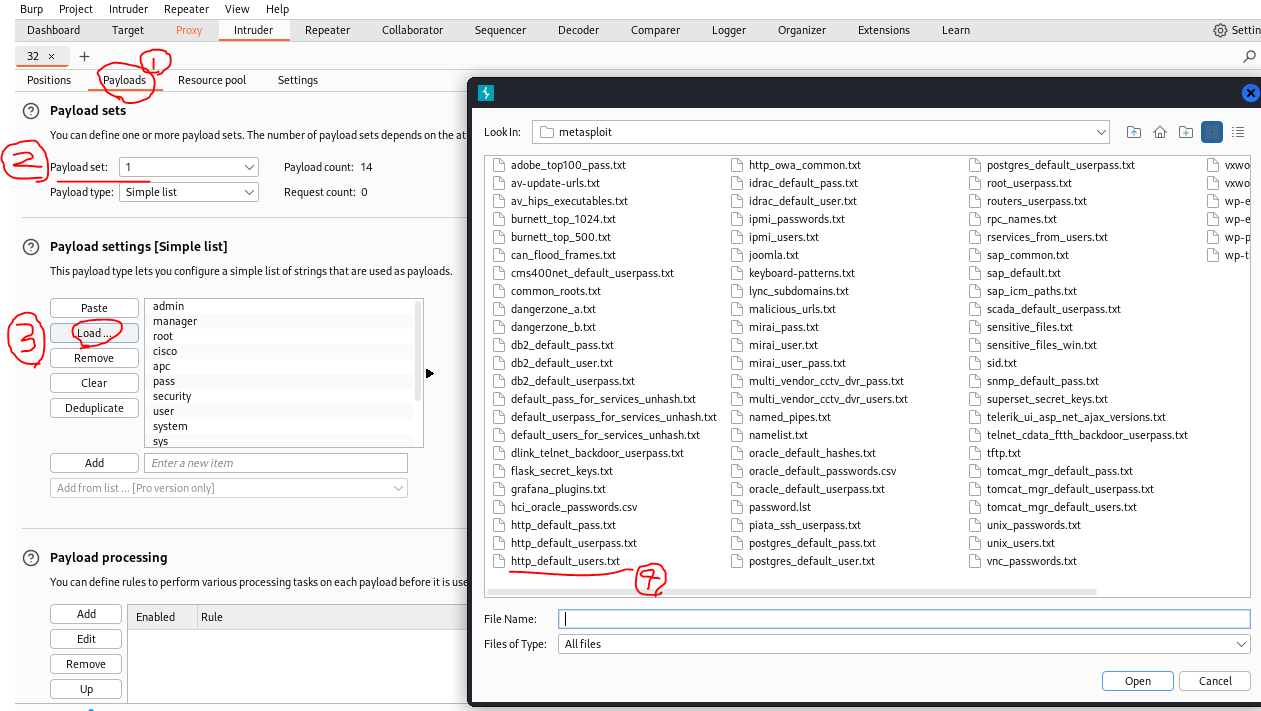 Burp Project Intruder Repeater View Help
Dashboard Target Proxy Intruder Repeater Collaborator Sequencer Decoder Comparer Logger Organizer Extensions Learn
32 × +
1
Positions Payloads Resource pool Settings
Payload sets
You can define one or more payload sets. The number of payload sets depends on the
2
Payload set: 1 Payload count: 14
Payload type: Simple list Request count: 0
Payload settings [Simple list]
This payload type lets you configure a simple list of strings that are used as payloads.
3
Paste
Load ...
Remove
Clear
Deduplicate
admin
manager
root
cisco
apc
pass
security
user
system
sys
Add Enter a new item
Add from list ... [Pro version only]
Payload processing
You can define rules to perform various processing tasks on each payload before it is
Add
Edit
Remove
Up
Enabled Rule
Look In: metasploit
adobe_top100_pass.txt
av-update-urls.txt
av_hips_executables.txt
burnett_top_1024.txt
burnett_top_500.txt
can_flood_frames.txt
cms400net_default_userpass.txt
common_roots.txt
dangerzone_a.txt
dangerzone_b.txt
db2_default_pass.txt
db2_default_user.txt
db2_default_userpass.txt
default_pass_for_services_unhash.txt
default_userpass_for_services_unhash.txt
default_users_for_services_unhash.txt
dlink_telnet_backdoor_userpass.txt
flask_secret_keys.txt
grafana_plugins.txt
hci_oracle_passwords.csv
http_default_pass.txt
http_default_userpass.txt
http_default_users.txt
4
http_owa_common.txt
idrac_default_pass.txt
idrac_default_user.txt
ipmi_passwords.txt
ipmi_users.txt
joomla.txt
keyboard-patterns.txt
lync_subdomains.txt
malicious_urls.txt
mirai_pass.txt
mirai_user.txt
mirai_user_pass.txt
multi_vendor_cctv_dvr_pass.txt
multi_vendor_cctv_dvr_users.txt
named_pipes.txt
namelist.txt
oracle_default_hashes.txt
oracle_default_passwords.csv
oracle_default_userpass.txt
password.lst
piata_ssh_userpass.txt
postgres_default_pass.txt
postgres_default_user.txt
postgres_default_userpass.txt
root_userpass.txt
routers_userpass.txt
rpc_names.txt
rservices_from_users.txt
sap_common.txt
sap_default.txt
sap_icm_paths.txt
scada_default_userpass.txt
sensitive_files.txt
sensitive_files_win.txt
sid.txt
snmp_default_pass.txt
superset_secret_keys.txt
telerik_ui_asp_net_ajax_versions.txt
telnet_cdata_ftth_backdoor_userpass.txt
tftp.txt
tomcat_mgr_default_pass.txt
tomcat_mgr_default_userpass.txt
tomcat_mgr_default_users.txt
unix_passwords.txt
unix_users.txt
vnc_passwords.txt
File Name:
Files of Type: All files
Open Cancel